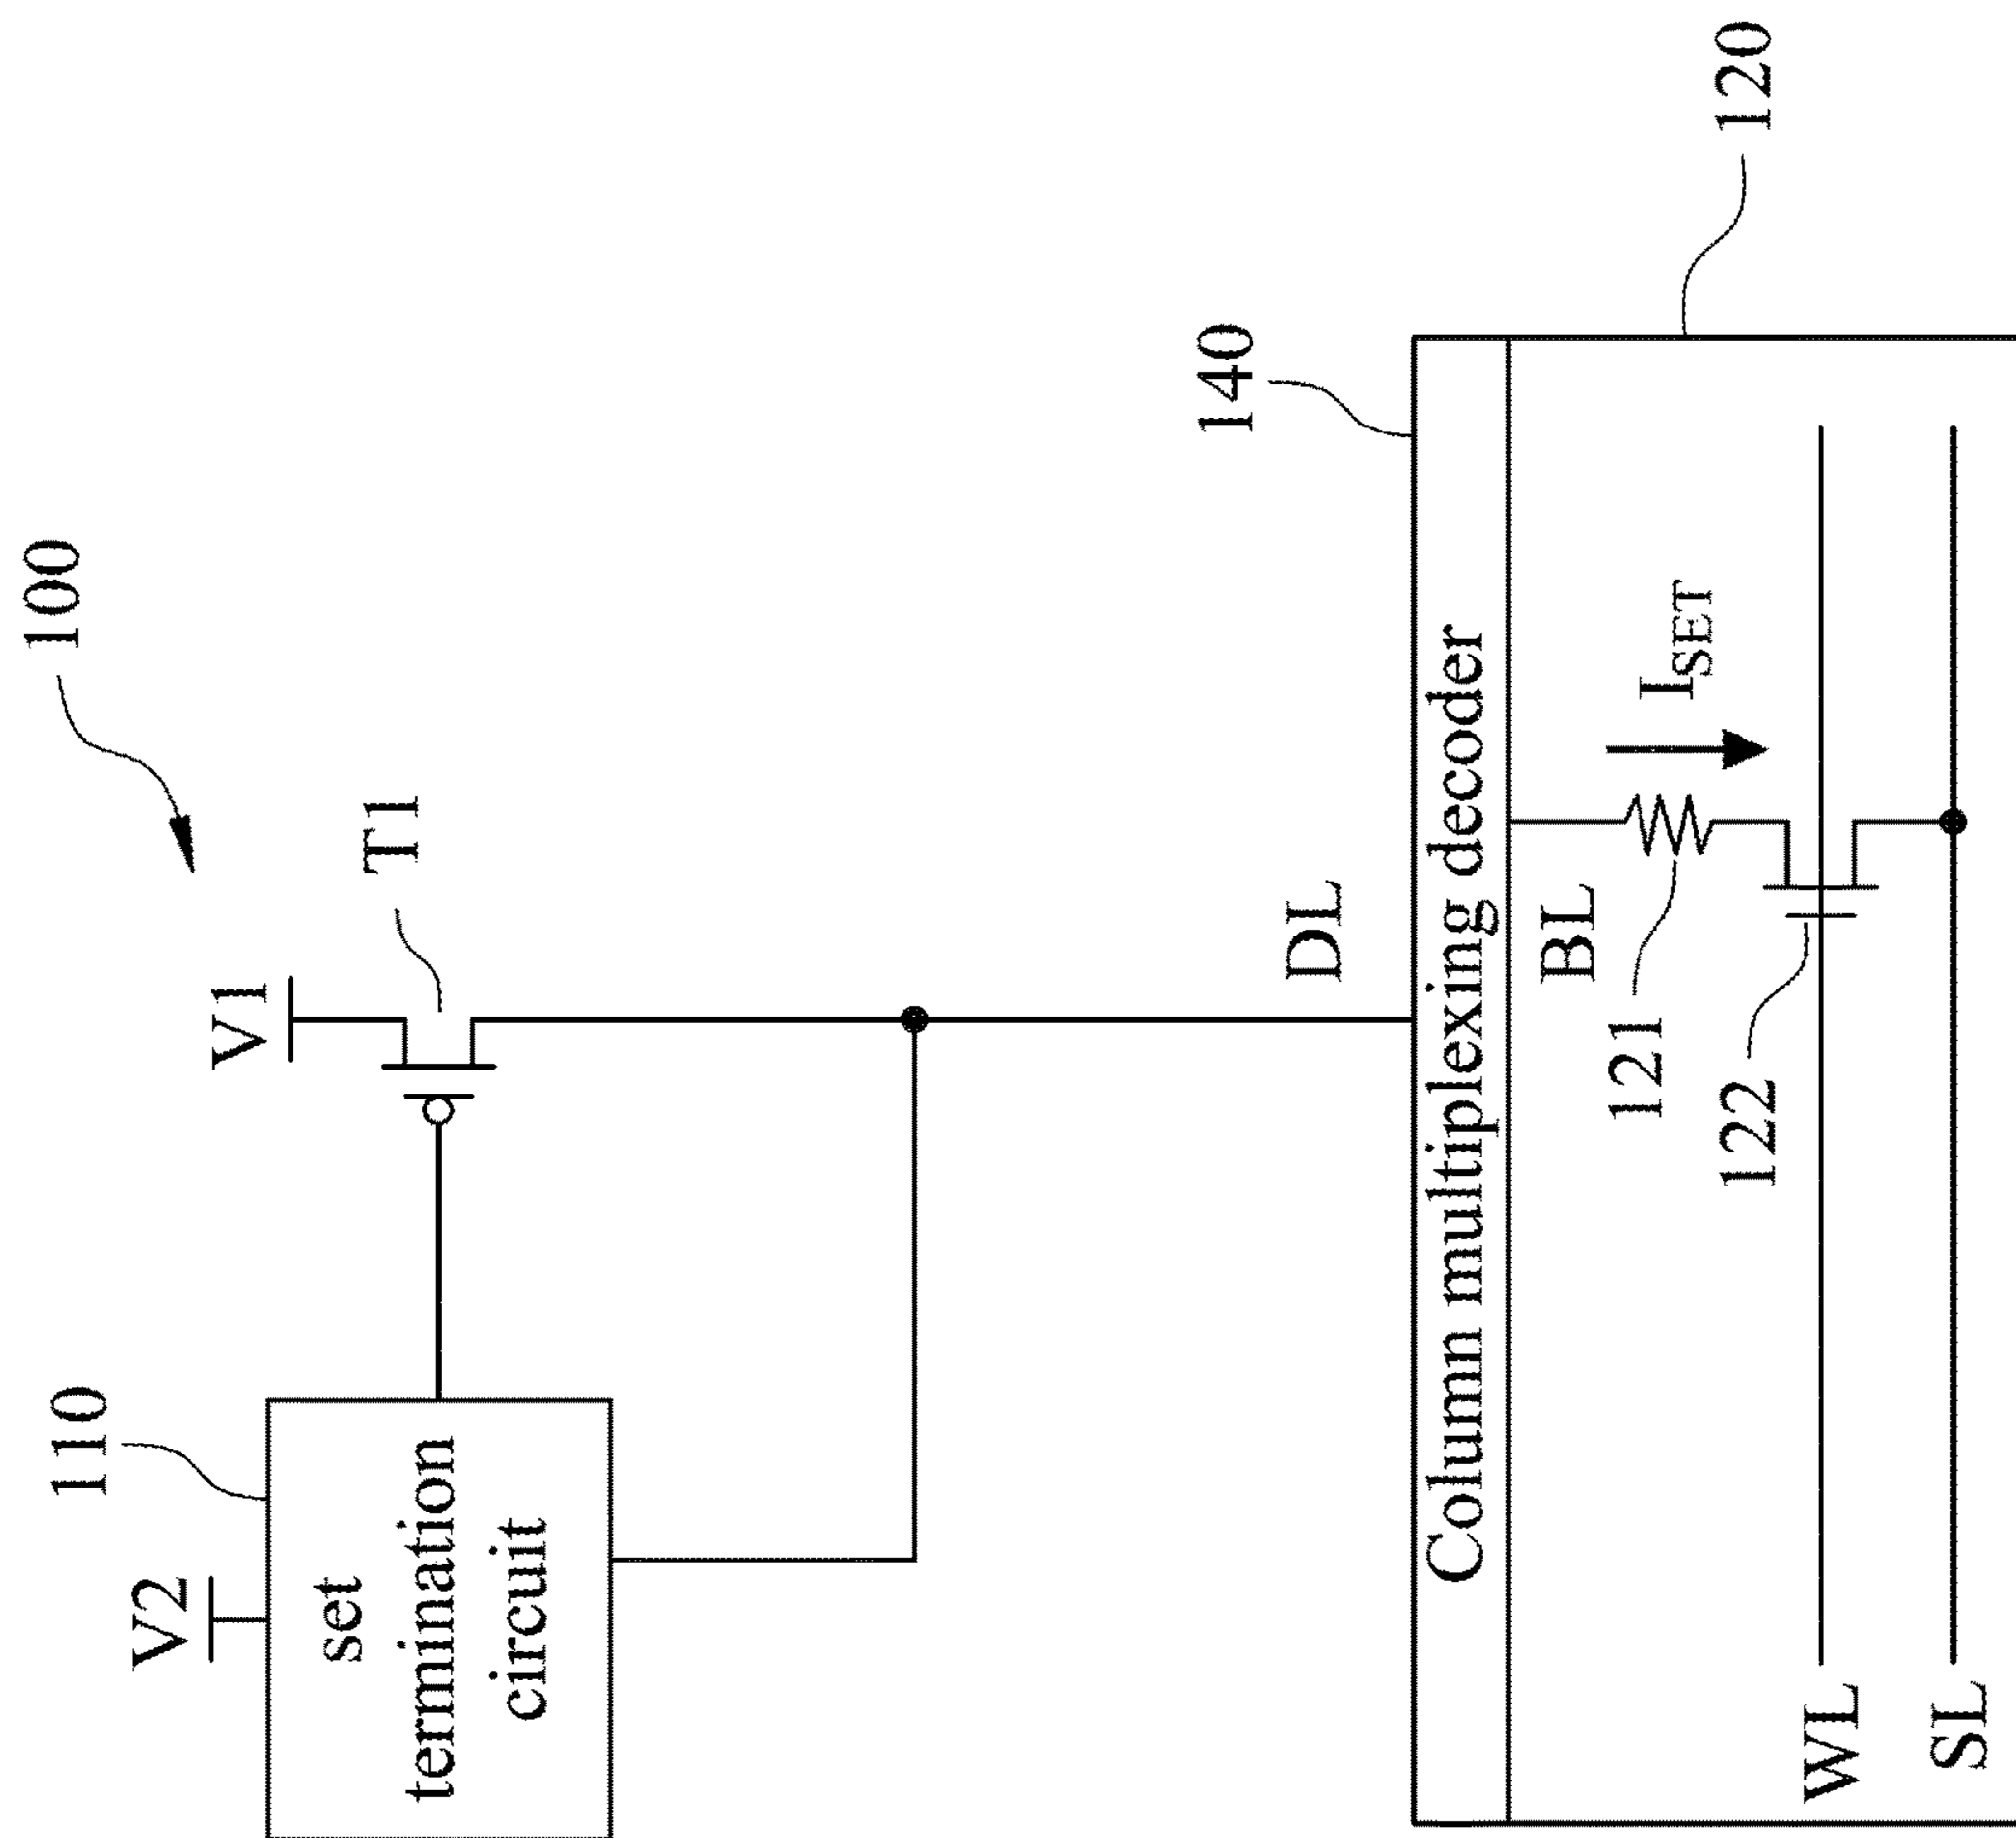 100
V2
110
V1
T1
set
termination
circuit
DL
140
Column multiplexing decoder
120
BL
I_SET
121
122
WL
SL